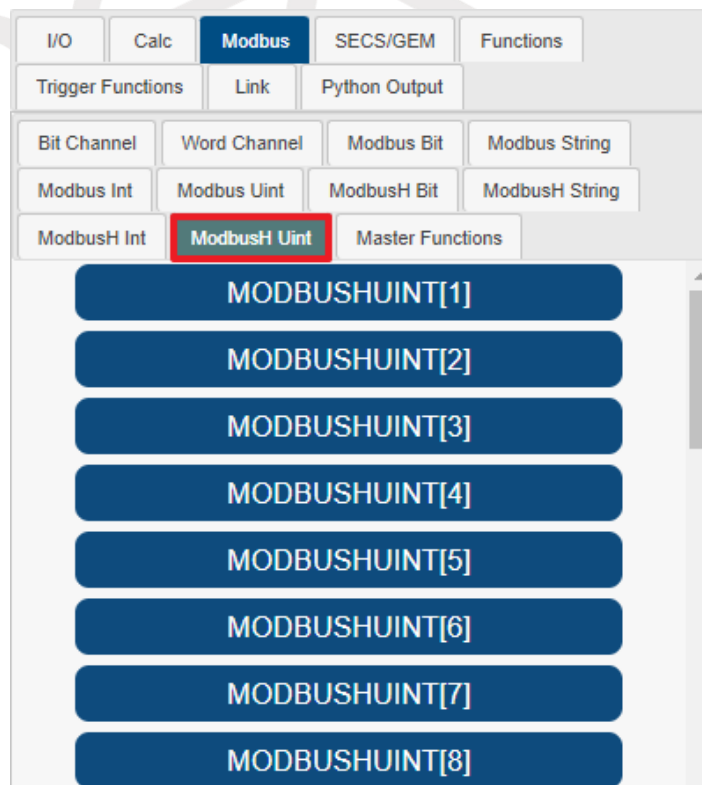 I/O Calc Modbus SECS/GEM Functions
Trigger Functions Link Python Output
Bit Channel Word Channel Modbus Bit Modbus String
Modbus Int Modbus Uint ModbusH Bit ModbusH String
ModbusH Int ModbusH Uint Master Functions
MODBUSHUINT[1]
MODBUSHUINT[2]
MODBUSHUINT[3]
MODBUSHUINT[4]
MODBUSHUINT[5]
MODBUSHUINT[6]
MODBUSHUINT[7]
MODBUSHUINT[8]